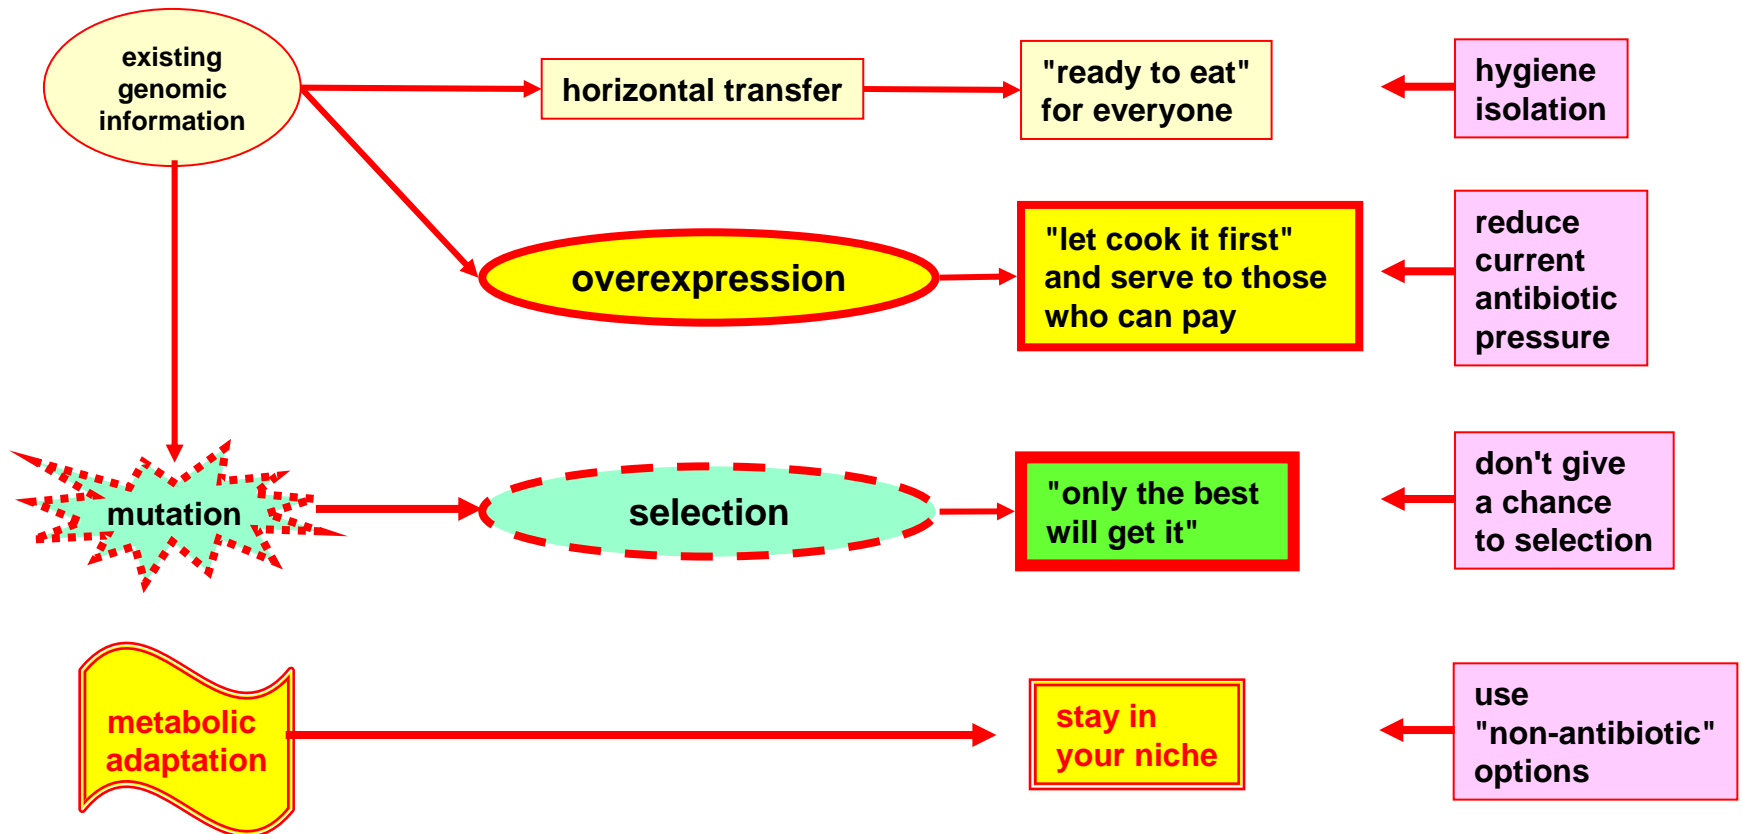 existing
genomic
information
horizontal transfer
"ready to eat"
for everyone
hygiene
isolation
overexpression
"let cook it first"
and serve to those
who can pay
reduce
current
antibiotic
pressure
mutation
selection
"only the best
will get it"
don't give
a chance
to selection
metabolic
adaptation
stay in
your niche
use
"non-antibiotic"
options